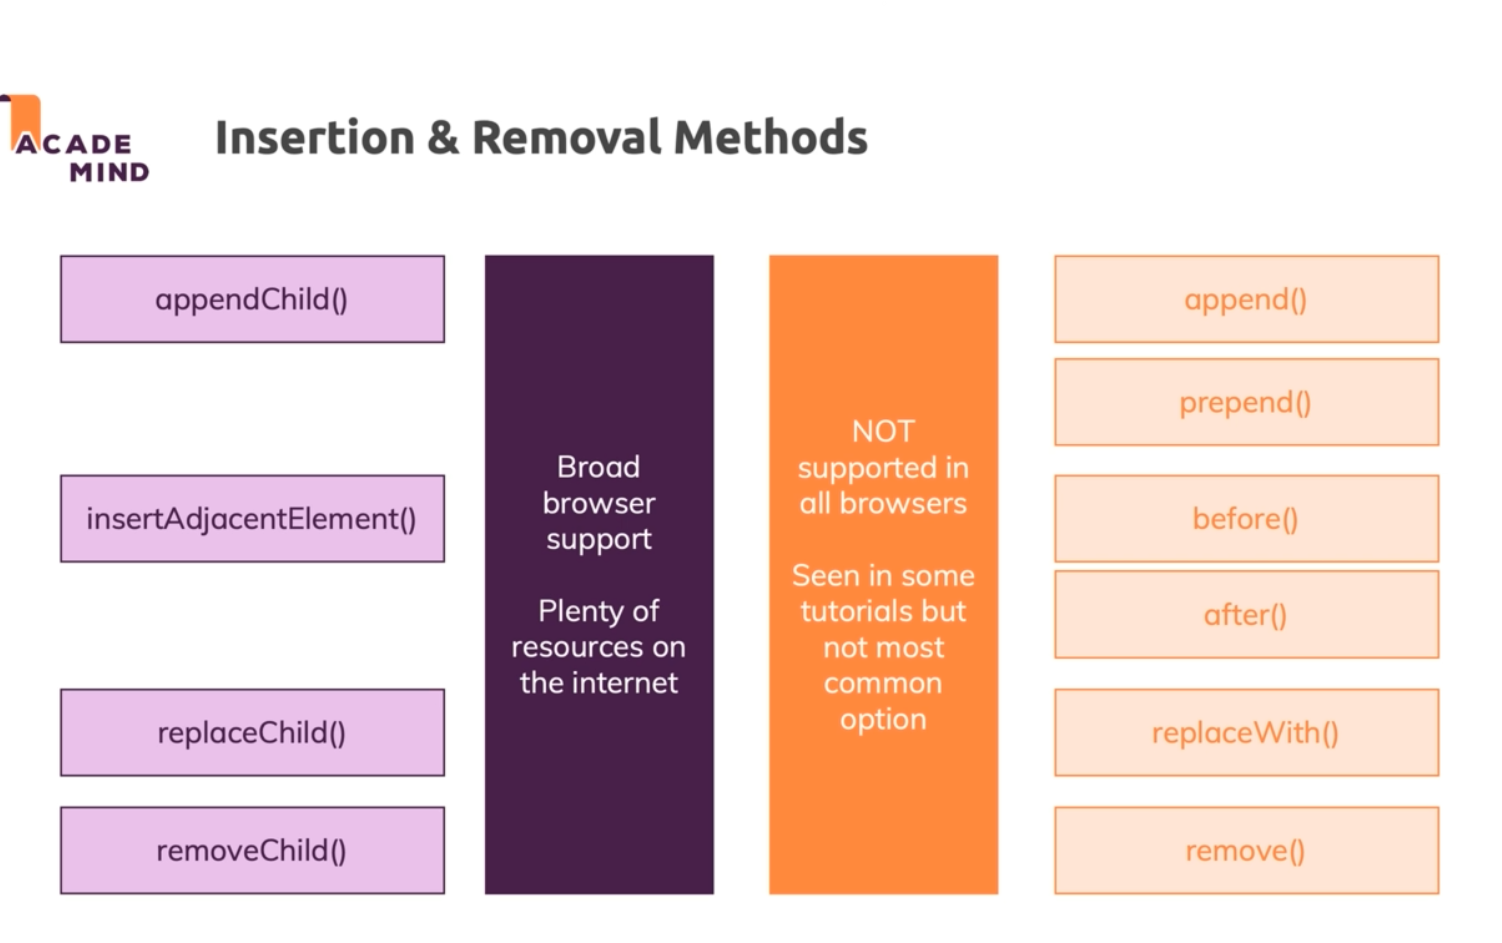 ACADE
MIND
Insertion & Removal Methods
appendChild()
insertAdjacentElement()
replaceChild()
removeChild()
Broad
browser
support
Plenty of
resources on
the internet
NOT
supported in
all browsers
Seen in some
tutorials but
not most
common
option
append()
prepend()
before()
after()
replaceWith()
remove()